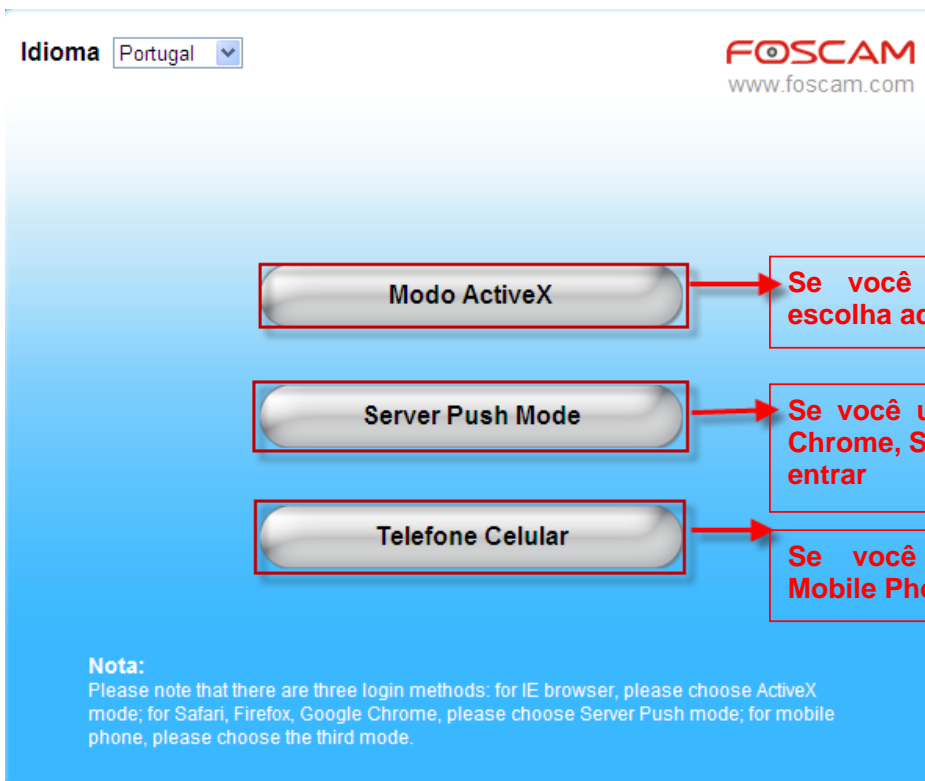 Idioma Portugal
FOSCAM
www.foscam.com
Modo ActiveX
Se você
escolha
Server Push Mode
Se você
Chrome,
entrar
Telefone Celular
Se você
Mobile
Nota:
Please note that there are three login methods: for IE browser, please choose ActiveX
mode; for Safari, Firefox, Google Chrome, please choose Server Push mode; for mobile
phone, please choose the third mode.